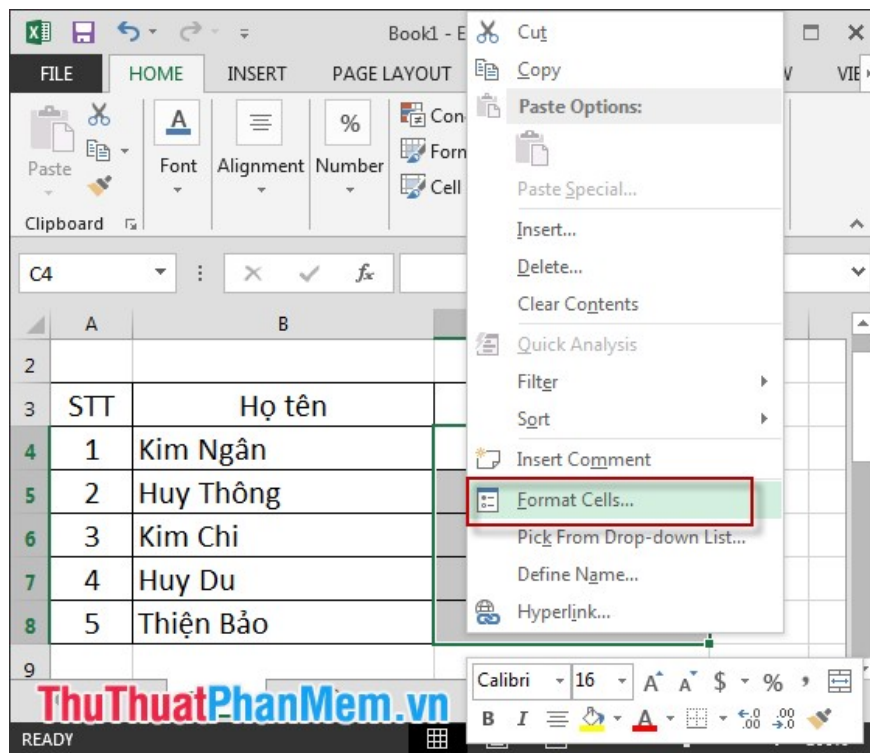 Book1 - E
FILE HOME INSERT PAGE LAYOUT W VIE
Paste
Clipboard
Font
Alignment
Number
%
Con
Form
Cell
C4
fx
A B
2
3 STT Họ tên
4 1 Kim Ngân
5 2 Huy Thông
6 3 Kim Chi
7 4 Huy Du
8 5 Thiện Bảo
9
Cut
Copy
Paste Options:
Paste Special...
Insert...
Delete...
Clear Contents
Quick Analysis
Filter
Sort
Insert Comment
Format Cells...
Pick From Drop-down List...
Define Name...
Hyperlink...
Calibri 16 A A $ % ,
B I A .0 .00 .00 .0
ThuThuatPhanMem.vn
READY